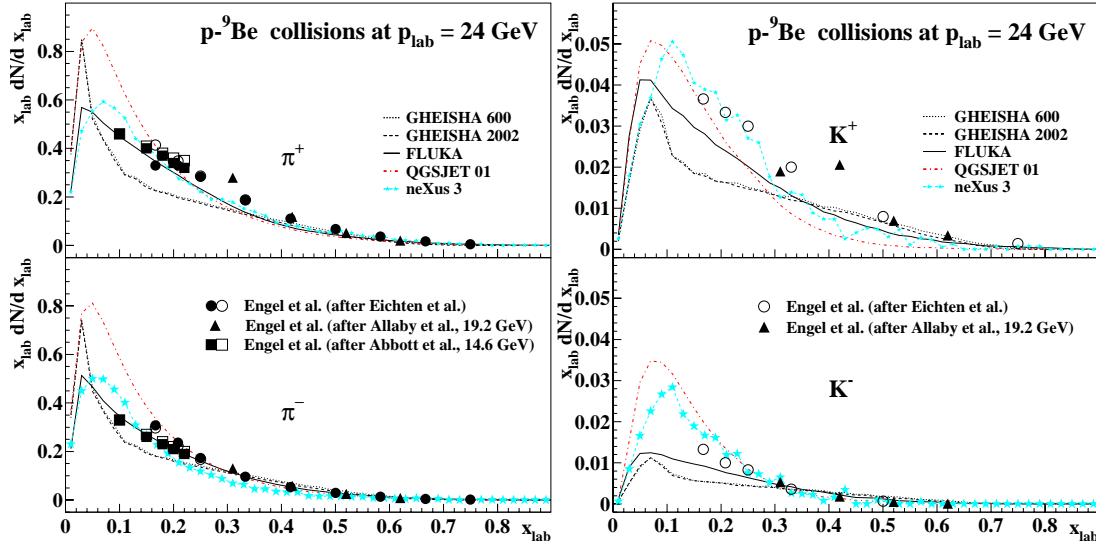 p-⁹Be collisions at p_lab = 24 GeV
x_lab dN/d x_lab
0.8
0.6
0.4
0.2
0
GHEISHA 600
GHEISHA 2002
FLUKA
QGSJET 01
neXus 3
π⁺
p-⁹Be collisions at p_lab = 24 GeV
x_lab dN/d x_lab
0.05
0.04
0.03
0.02
0.01
0
GHEISHA 600
GHEISHA 2002
FLUKA
QGSJET 01
neXus 3
K⁺
x_lab dN/d x_lab
0.8
0.6
0.4
0.2
0
Engel et al. (after Eichten et al.)
Engel et al. (after Allaby et al., 19.2 GeV)
Engel et al. (after Abbott et al., 14.6 GeV)
π⁻
0 0.1 0.2 0.3 0.4 0.5 0.6 0.7 0.8
x_lab
x_lab dN/d x_lab
0.05
0.04
0.03
0.02
0.01
0
Engel et al. (after Eichten et al.)
Engel et al. (after Allaby et al., 19.2 GeV)
K⁻
0 0.1 0.2 0.3 0.4 0.5 0.6 0.7 0.8
x_lab